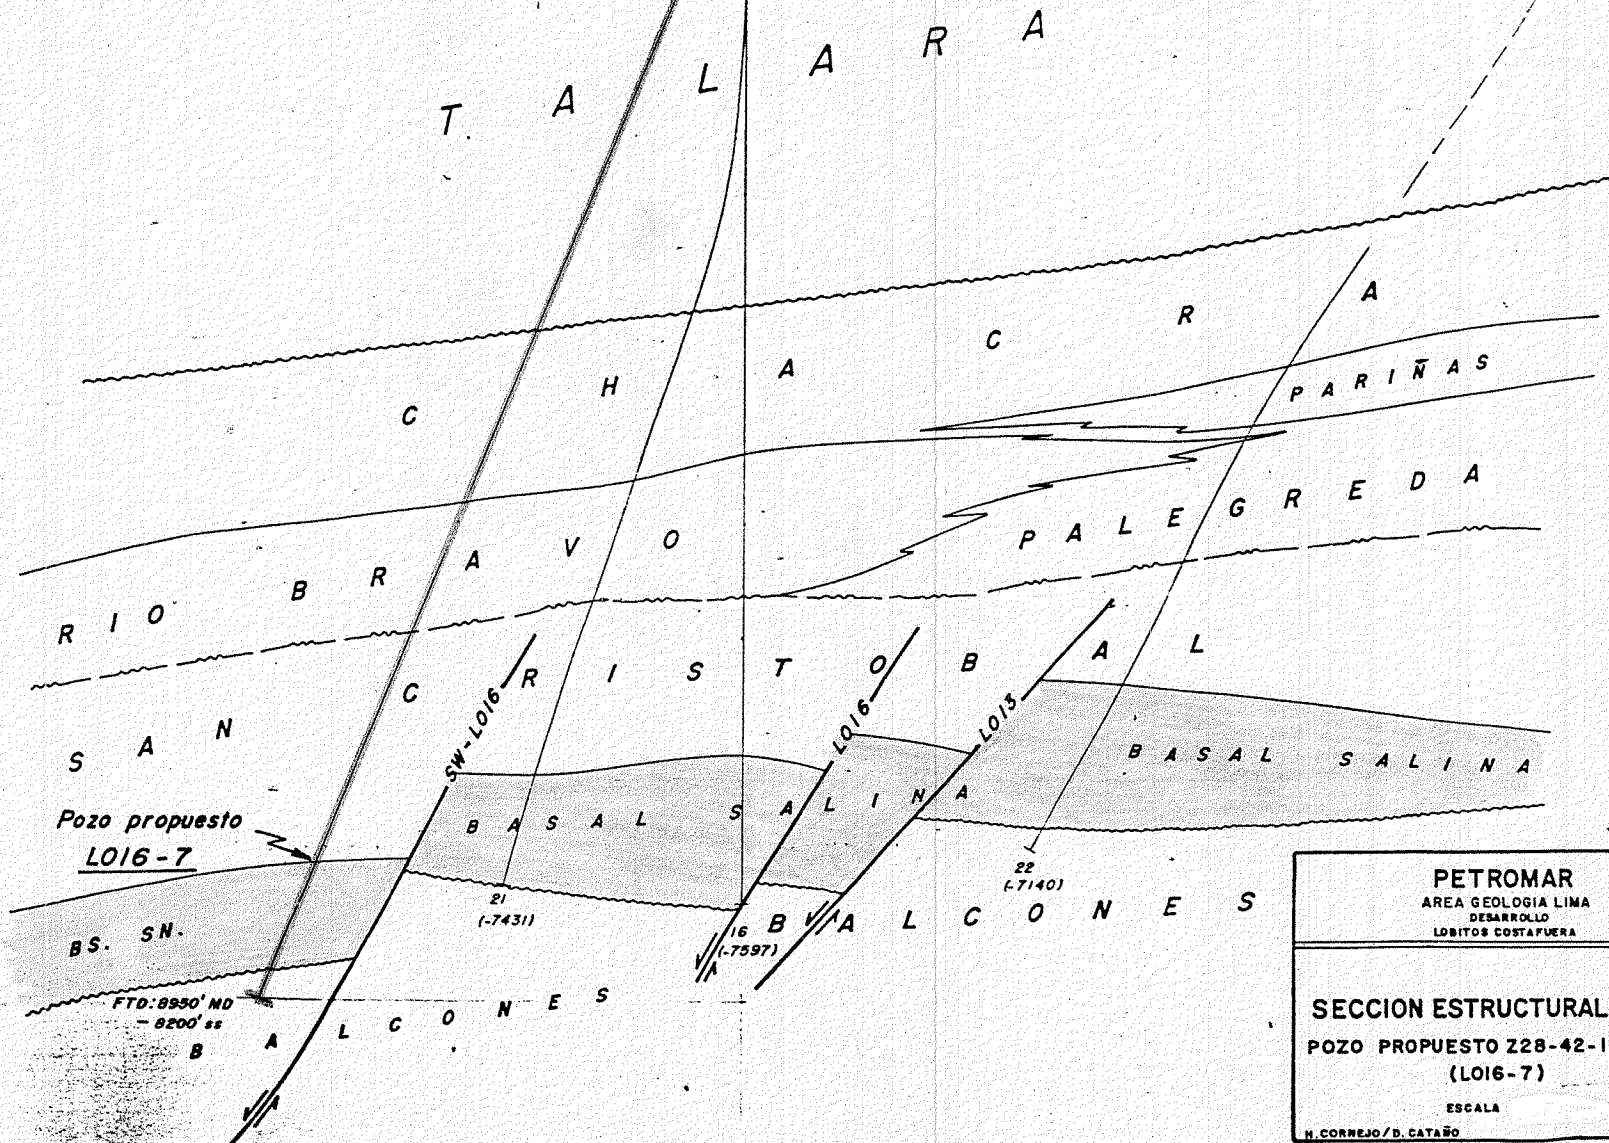 T. A L A R A
C H A C R A
P A R I Ñ A S
R I O B R A V O
P A L E G R E D A
S A N C R I S T O B A L
SW-LO16
LO16
LO13
B A S A L S A L I N A
B A S A L S A L I N A
Pozo propuesto
LO16-7
BS. SN.
21
(-7431)
16
(-7597)
22
(-7140)
FTD: 8950' MD
- 8200' ss
B A L C O N E S
B A L C O N E S
PETROMAR
AREA GEOLOGIA LIMA
DESARROLLO
LOBITOS COSTAFUERA
SECCION ESTRUCTURAL
POZO PROPUESTO Z28-42-1
(LO16-7)
ESCALA
H. CORNEJO/D. CATAÑO